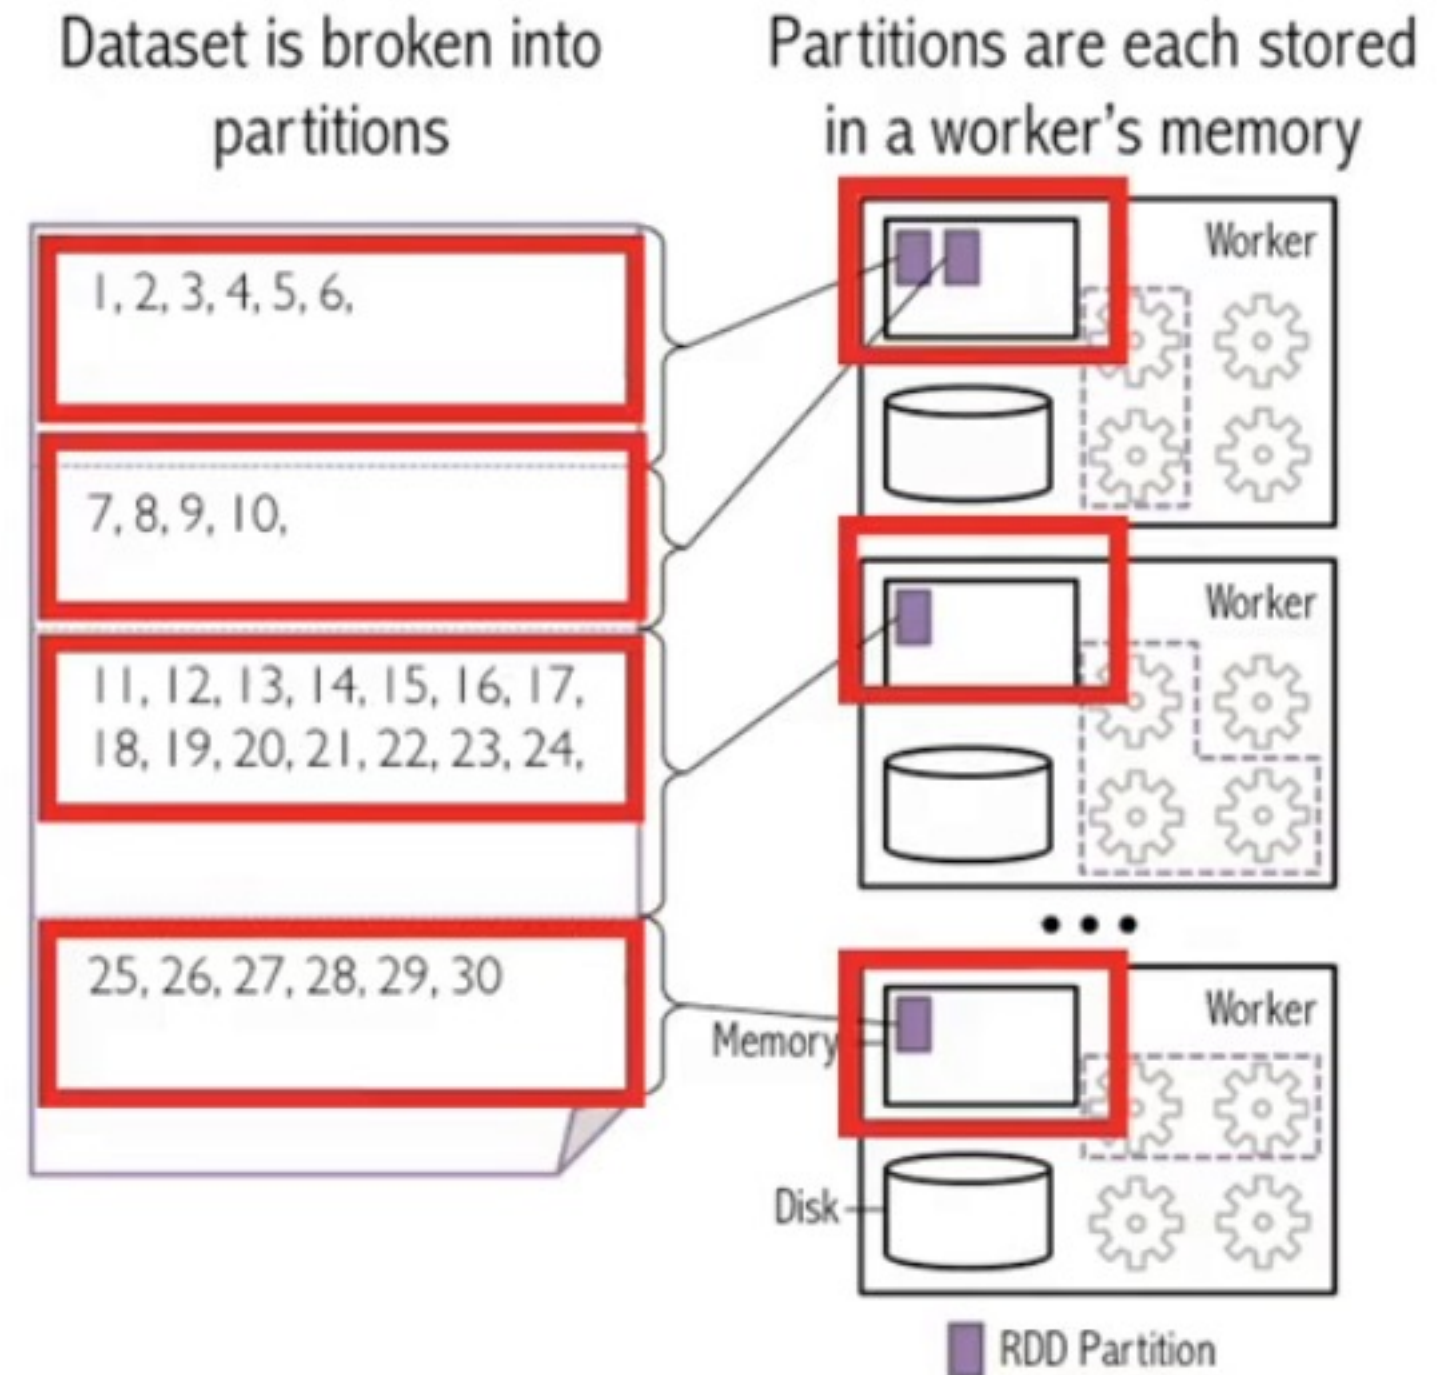 Dataset is broken into
partitions
Partitions are each stored
in a worker's memory
1, 2, 3, 4, 5, 6,
7, 8, 9, 10,
11, 12, 13, 14, 15, 16, 17,
18, 19, 20, 21, 22, 23, 24,
25, 26, 27, 28, 29, 30
Worker
Worker
Worker
Memory
Disk
RDD Partition